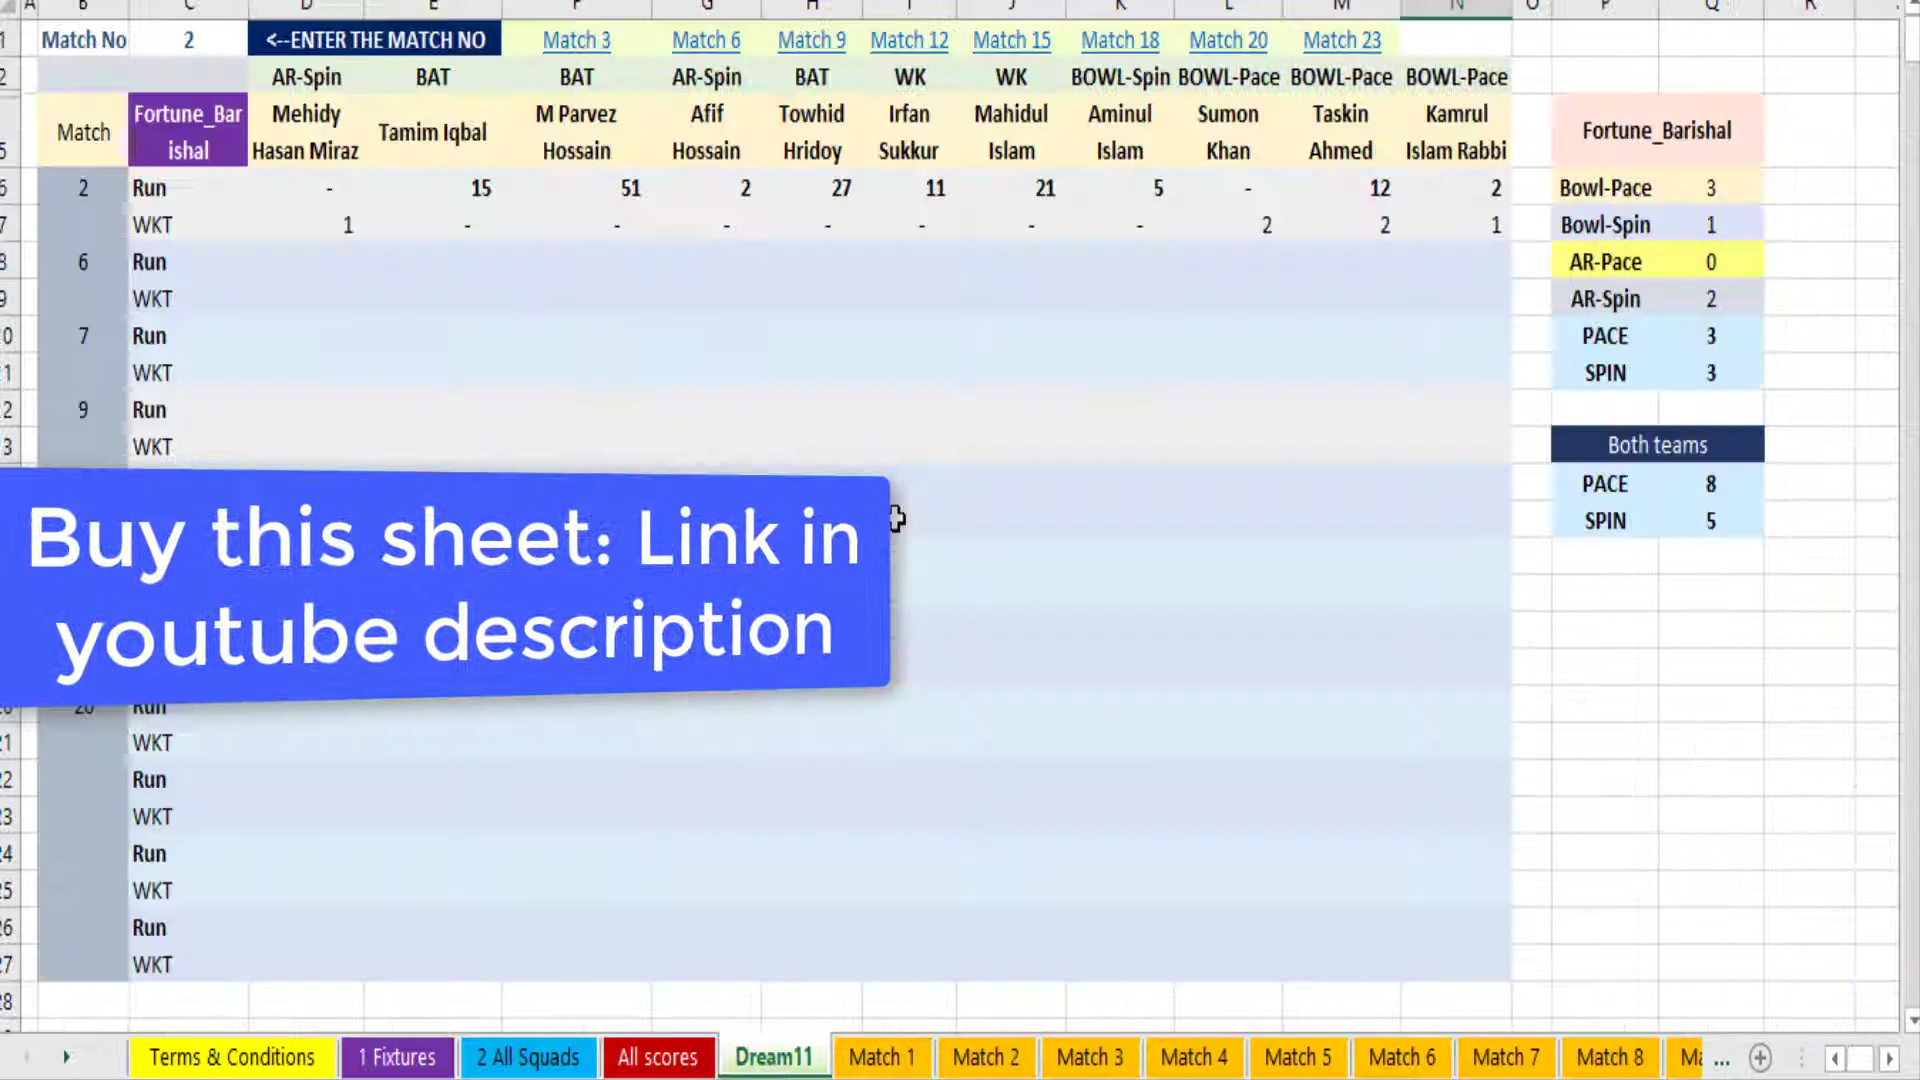 A B C D E F G H I J K L M N O P Q R
1 Match No 2 <--ENTER THE MATCH NO Match 3 Match 6 Match 9 Match 12 Match 15 Match 18 Match 20 Match 23
2 AR-Spin BAT BAT AR-Spin BAT WK WK BOWL-Spin BOWL-Pace BOWL-Pace BOWL-Pace
Match Fortune_Bar ishal Mehidy Hasan Miraz Tamim Iqbal M Parvez Hossain Afif Hossain Towhid Hridoy Irfan Sukkur Mahidul Islam Aminul Islam Sumon Khan Taskin Ahmed Kamrul Islam Rabbi Fortune_Barishal
2 Run - 15 51 2 27 11 21 5 - 12 2 Bowl-Pace 3
WKT 1 - - - - - - - 2 2 1 Bowl-Spin 1
6 Run AR-Pace 0
WKT AR-Spin 2
7 Run PACE 3
WKT SPIN 3
9 Run
WKT Both teams
PACE 8
SPIN 5
Buy this sheet: Link in
youtube description
20 Run
WKT
Run
WKT
Run
WKT
Run
WKT
Terms & Conditions 1 Fixtures 2 All Squads All scores Dream11 Match 1 Match 2 Match 3 Match 4 Match 5 Match 6 Match 7 Match 8 ...